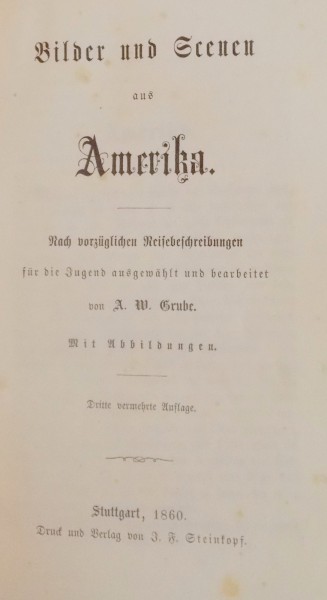 Bilder und Scenen
aus
Amerika.
Nach vorzüglichen Reisebeschreibungen
für die Jugend ausgewählt und bearbeitet
von A. W. Grube.
Mit Abbildungen.
Dritte vermehrte Auflage.
Stuttgart, 1860.
Druck und Verlag von J. F. Steinkopf.